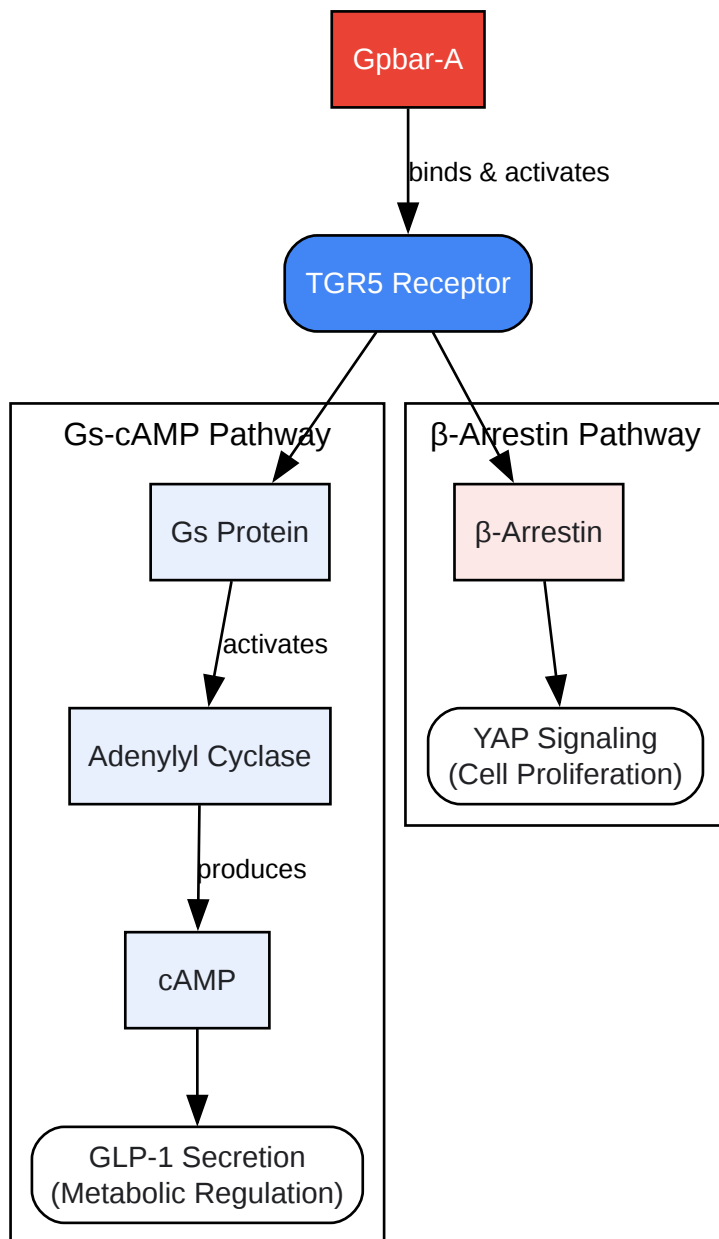 Gpbar-A
binds & activates
TGR5 Receptor
Gs-cAMP Pathway
Gs Protein
activates
Adenylyl Cyclase
produces
cAMP
GLP-1 Secretion
(Metabolic Regulation)
β-Arrestin Pathway
β-Arrestin
YAP Signaling
(Cell Proliferation)